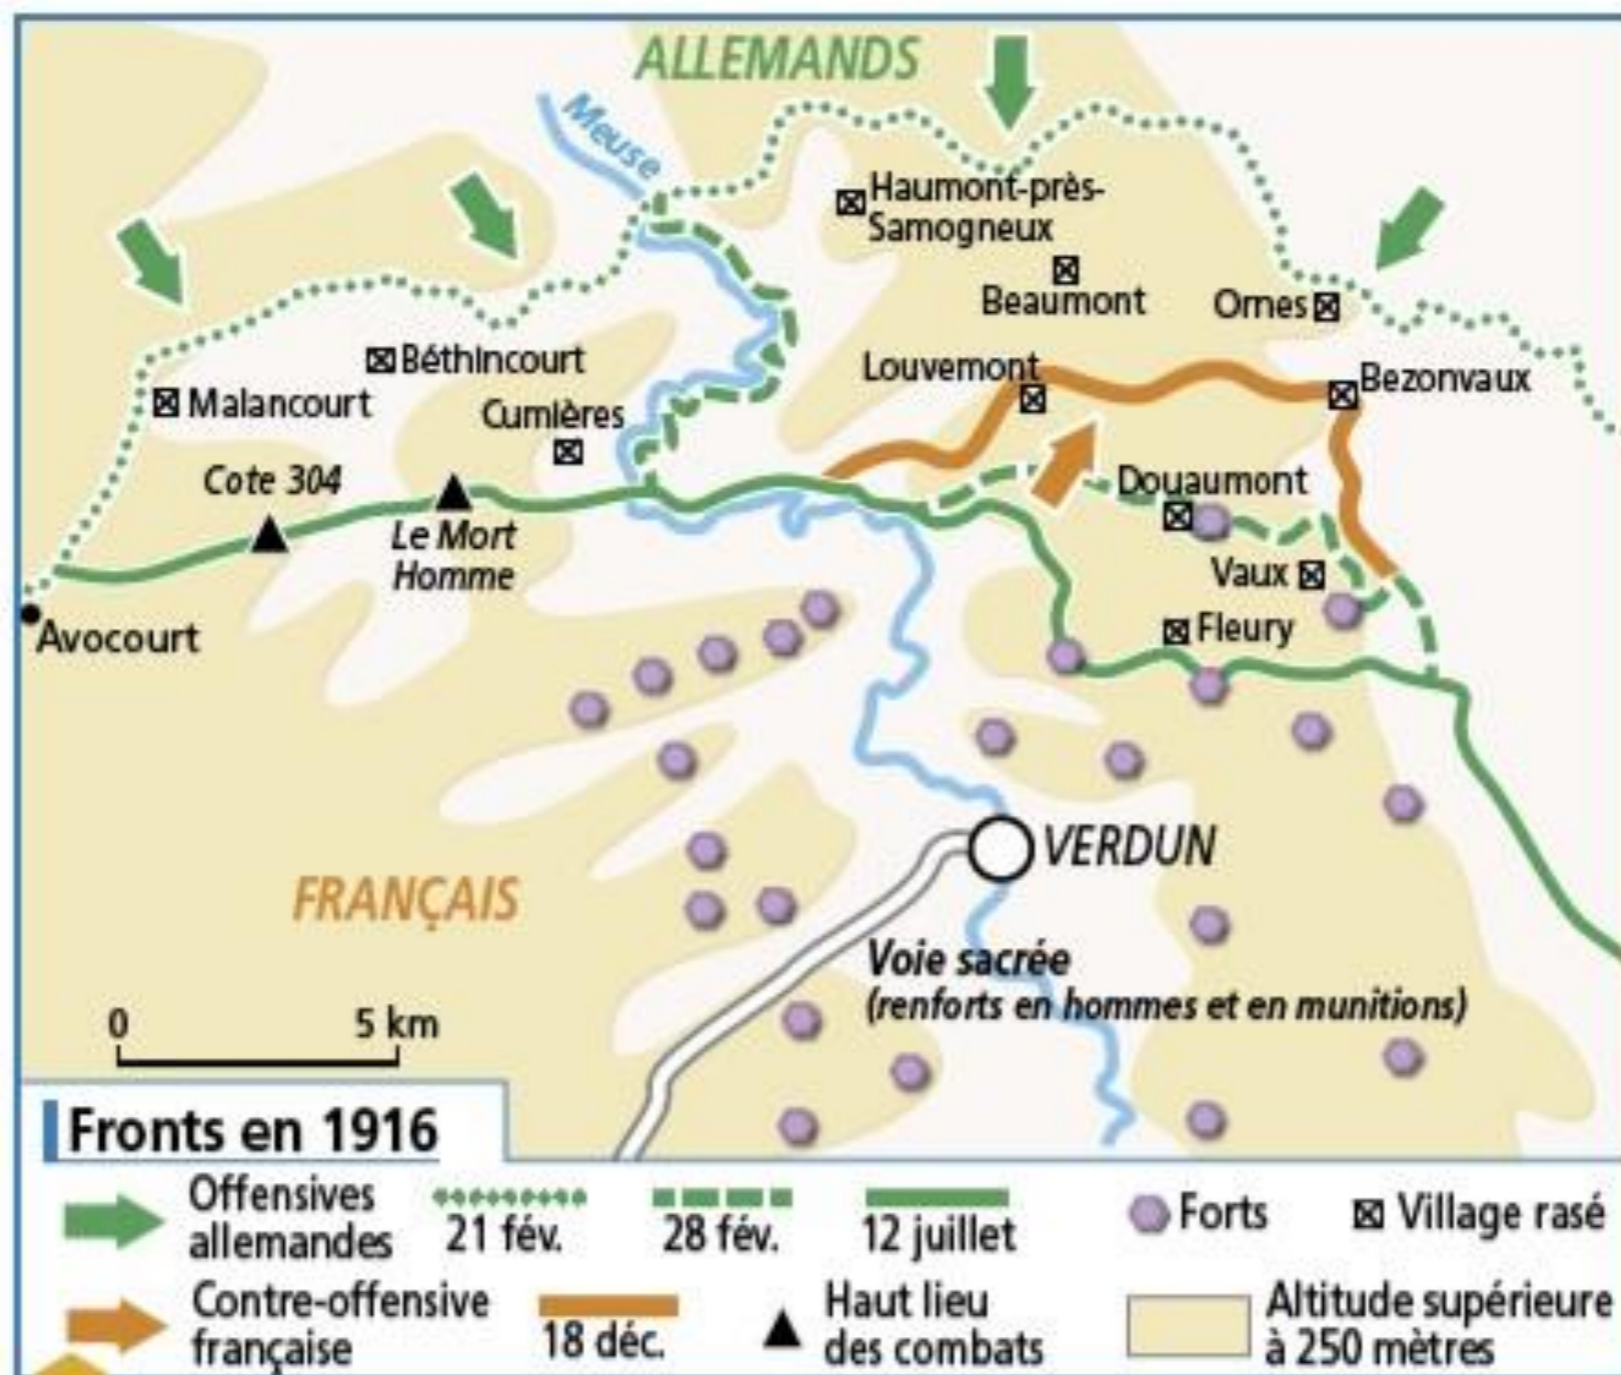 ALLEMANDS
Meuse
Haumont-près-
Samogneux
Beaumont
Ornes
Béthincourt
Louvemont
Bezonvaux
Malancourt
Cumières
Cote 304
Douaumont
Le Mort
Homme
Vaux
Avocourt
Fleury
VERDUN
FRANÇAIS
Voie sacrée
(renforts en hommes et en munitions)
0 5 km
Fronts en 1916
Offensives
allemandes
21 fév.
28 fév.
12 juillet
Forts
Village rasé
Contre-offensive
française
18 déc.
Haut lieu
des combats
Altitude supérieure
à 250 mètres